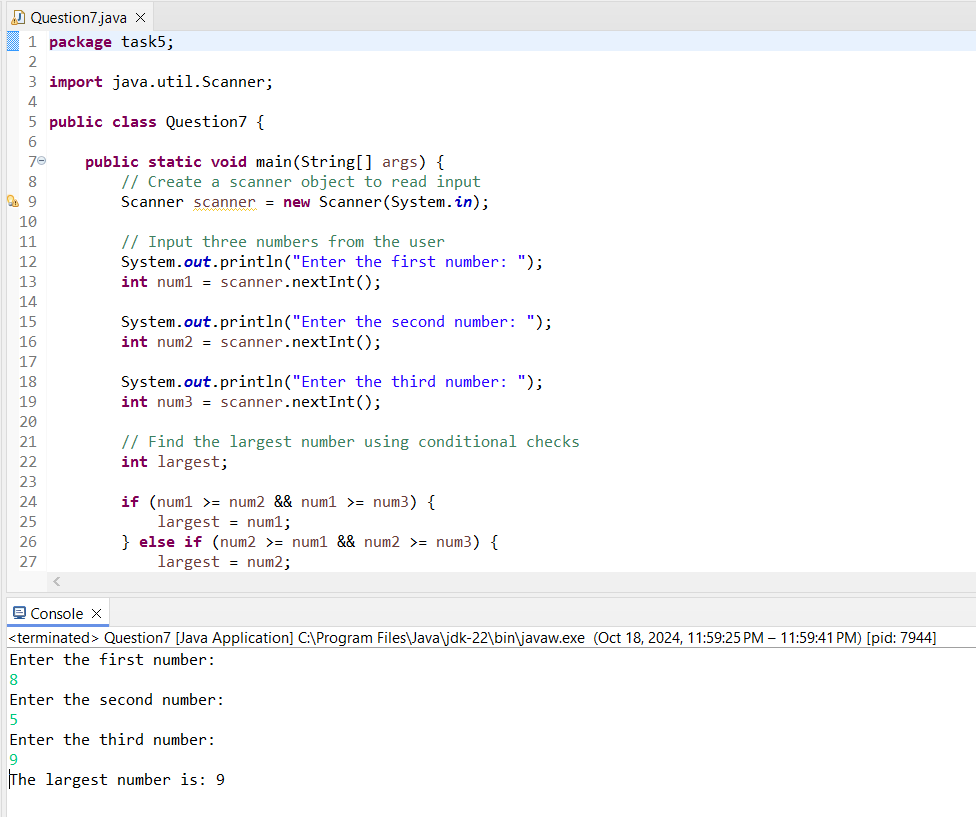 Question7.java
1 package task5;
2
3 import java.util.Scanner;
4
5 public class Question7 {
6
7     public static void main(String[] args) {
8         // Create a scanner object to read input
9         Scanner scanner = new Scanner(System.in);
10
11         // Input three numbers from the user
12         System.out.println("Enter the first number: ");
13         int num1 = scanner.nextInt();
14
15         System.out.println("Enter the second number: ");
16         int num2 = scanner.nextInt();
17
18         System.out.println("Enter the third number: ");
19         int num3 = scanner.nextInt();
20
21         // Find the largest number using conditional checks
22         int largest;
23
24         if (num1 >= num2 && num1 >= num3) {
25             largest = num1;
26         } else if (num2 >= num1 && num2 >= num3) {
27             largest = num2;
Console
<terminated> Question7 [Java Application] C:\Program Files\Java\jdk-22\bin\javaw.exe (Oct 18, 2024, 11:59:25 PM – 11:59:41 PM) [pid: 7944]
Enter the first number:
8
Enter the second number:
5
Enter the third number:
9
The largest number is: 9